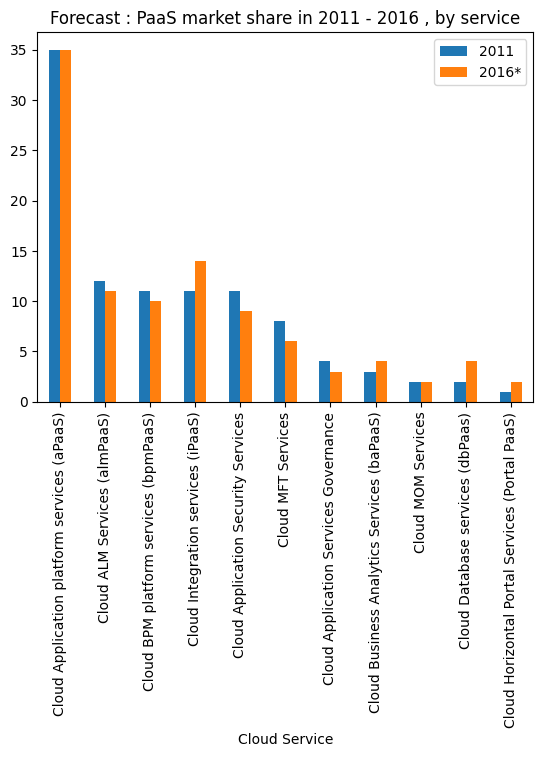 Forecast : PaaS market share in 2011 - 2016 , by service
2011
2016*
35
30
25
20
15
10
5
0
Cloud Application platform services (aPaaS)
Cloud ALM Services (almPaaS)
Cloud BPM platform services (bpmPaaS)
Cloud Integration services (iPaaS)
Cloud Application Security Services
Cloud MFT Services
Cloud Application Services Governance
Cloud Business Analytics Services (baPaaS)
Cloud MOM Services
Cloud Database services (dbPaas)
Cloud Horizontal Portal Services (Portal PaaS)
Cloud Service